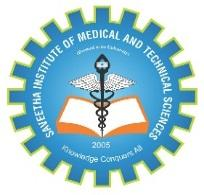 SAVEETHA INSTITUTE OF MEDICAL AND TECHNICAL SCIENCES
2005
Knowledge Conquers All